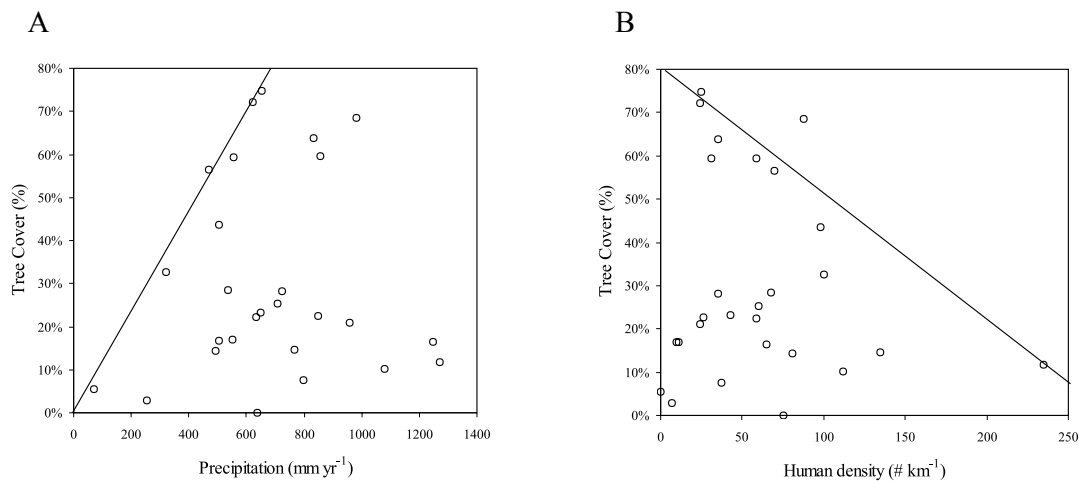 A
80%
70%
60%
50%
40%
30%
20%
10%
0%
Tree Cover (%)
0 200 400 600 800 1000 1200 1400
Precipitation (mm yr⁻¹)
B
80%
70%
60%
50%
40%
30%
20%
10%
0%
Tree Cover (%)
0 50 100 150 200 250
Human density (# km⁻¹)